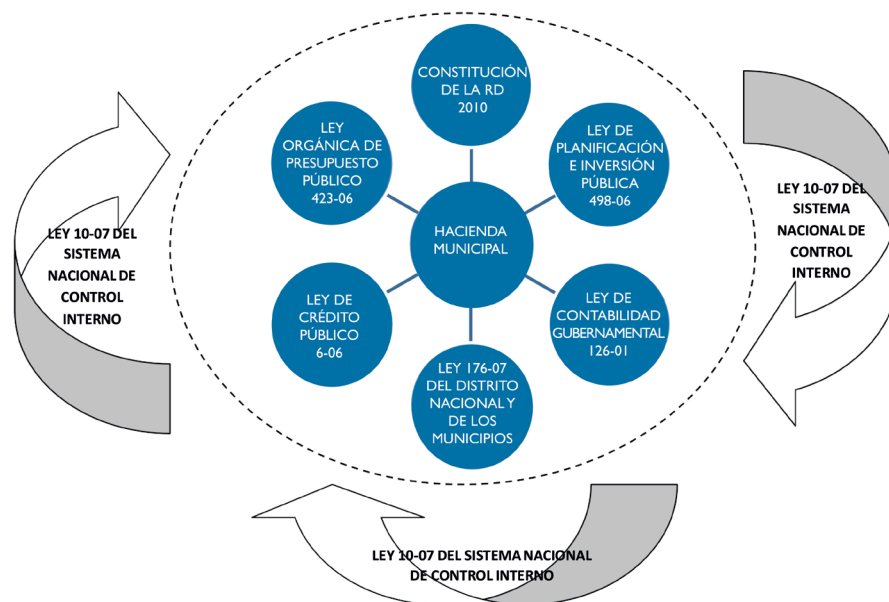 CONSTITUCIÓN
DE LA RD
2010
LEY
ORGÁNICA DE
PRESUPUESTO
PÚBLICO
423-06
LEY DE
PLANIFICACIÓN
E INVERSIÓN
PÚBLICA
498-06
HACIENDA
MUNICIPAL
LEY DE
CRÉDITO
PÚBLICO
6-06
LEY DE
CONTABILIDAD
GUBERNAMENTAL
126-01
LEY 176-07
DEL DISTRITO
NACIONAL Y
DE LOS
MUNICIPIOS
LEY 10-07 DEL
SISTEMA
NACIONAL DE
CONTROL
INTERNO
LEY 10-07 DEL
SISTEMA
NACIONAL DE
CONTROL
INTERNO
LEY 10-07 DEL SISTEMA NACIONAL
DE CONTROL INTERNO